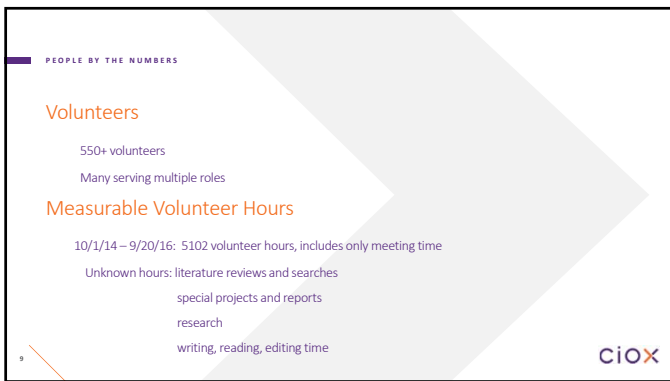 PEOPLE BY THE NUMBERS
Volunteers
550+ volunteers
Many serving multiple roles
Measurable Volunteer Hours
10/1/14 – 9/20/16: 5102 volunteer hours, includes only meeting time
Unknown hours: literature reviews and searches
special projects and reports
research
writing, reading, editing time
9
ciox